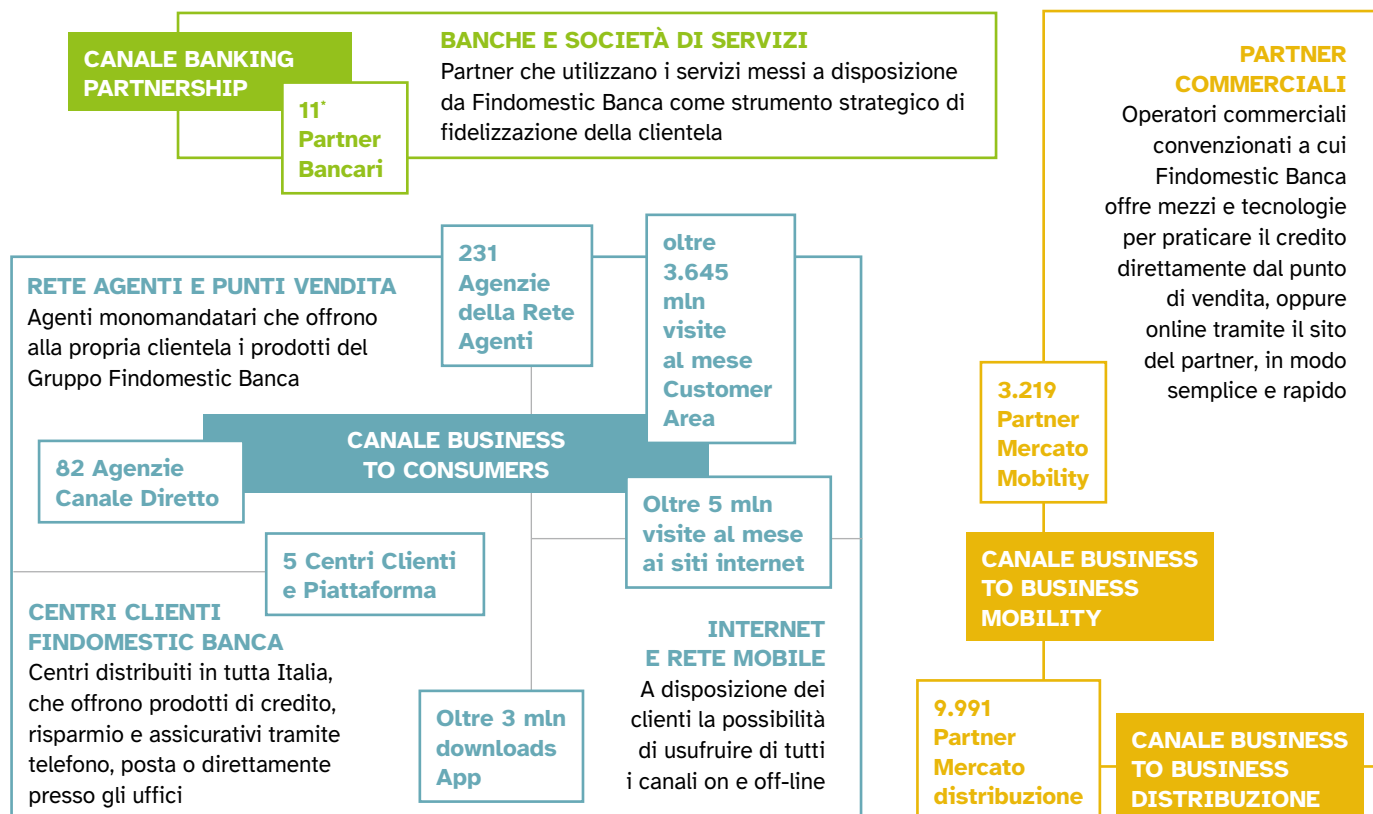 CANALE BANKING
PARTNERSHIP
11*
Partner
Bancari
BANCHE E SOCIETÀ DI SERVIZI
Partner che utilizzano i servizi messi a disposizione
da Findomestic Banca come strumento strategico di
fidelizzazione della clientela
PARTNER
COMMERCIALI
Operatori commerciali
convenzionati a cui
Findomestic Banca
offre mezzi e tecnologie
per praticare il credito
direttamente dal punto
di vendita, oppure
online tramite il sito
del partner, in modo
semplice e rapido
RETE AGENTI E PUNTI VENDITA
Agenti monomandatari che offrono
alla propria clientela i prodotti del
Gruppo Findomestic Banca
231
Agenzie
della Rete
Agenti
oltre
3.645
mln
visite
al mese
Customer
Area
CANALE BUSINESS
TO CONSUMERS
82 Agenzie
Canale Diretto
Oltre 5 mln
visite al mese
ai siti internet
5 Centri Clienti
e Piattaforma
CENTRI CLIENTI
FINDOMESTIC BANCA
Centri distribuiti in tutta Italia,
che offrono prodotti di credito,
risparmio e assicurativi tramite
telefono, posta o direttamente
presso gli uffici
Oltre 3 mln
downloads
App
INTERNET
E RETE MOBILE
A disposizione dei
clienti la possibilità
di usufruire di tutti
i canali on e off-line
3.219
Partner
Mercato
Mobility
CANALE BUSINESS
TO BUSINESS
MOBILITY
9.991
Partner
Mercato
distribuzione
CANALE BUSINESS
TO BUSINESS
DISTRIBUZIONE